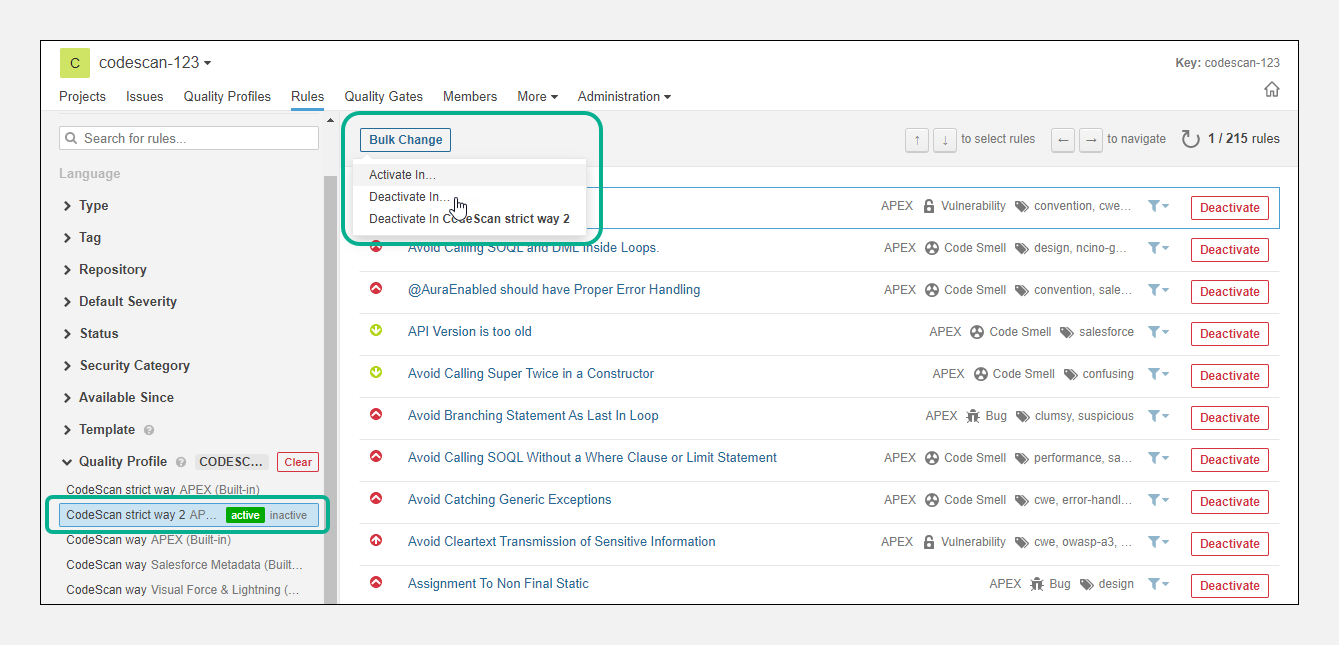 C codescan-123
Key: codescan-123
Projects Issues Quality Profiles Rules Quality Gates Members More Administration
Search for rules...
Language
Type
Tag
Repository
Default Severity
Status
Security Category
Available Since
Template ?
Quality Profile ? CODESC... Clear
CodeScan strict way APEX (Built-in)
CodeScan strict way 2 AP... active inactive
CodeScan way APEX (Built-in)
CodeScan way Salesforce Metadata (Built...
CodeScan way Visual Force & Lightning (...
Bulk Change
↑ ↓ to select rules ← → to navigate 1 / 215 rules
Activate In...
Deactivate In...
Deactivate In CodeScan strict way 2
APEX Vulnerability convention, cwe... Deactivate
Avoid Calling SOQL and DML Inside Loops. APEX Code Smell design, ncino-g... Deactivate
@AuraEnabled should have Proper Error Handling APEX Code Smell convention, sale... Deactivate
API Version is too old APEX Code Smell salesforce Deactivate
Avoid Calling Super Twice in a Constructor APEX Code Smell confusing Deactivate
Avoid Branching Statement As Last In Loop APEX Bug clumsy, suspicious Deactivate
Avoid Calling SOQL Without a Where Clause or Limit Statement APEX Code Smell performance, sa... Deactivate
Avoid Catching Generic Exceptions APEX Code Smell cwe, error-handl... Deactivate
Avoid Cleartext Transmission of Sensitive Information APEX Vulnerability cwe, owasp-a3, ... Deactivate
Assignment To Non Final Static APEX Bug design Deactivate